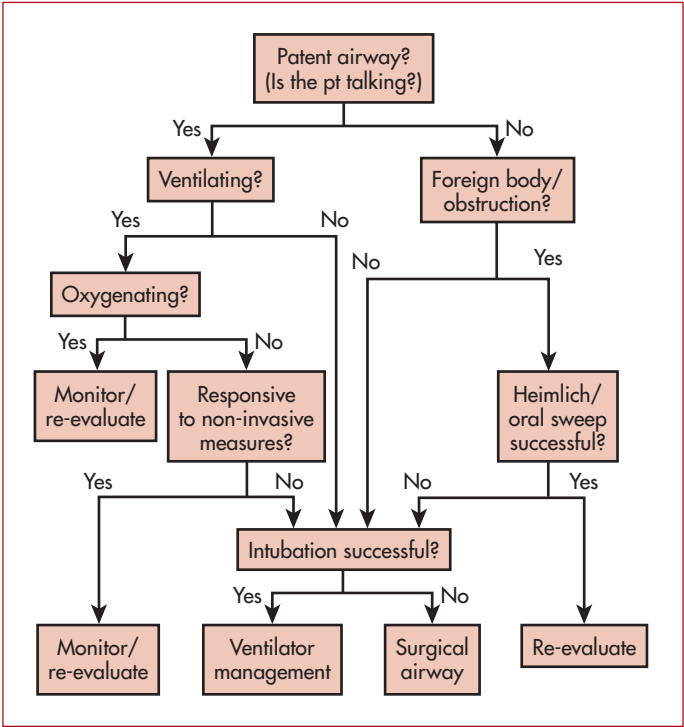 Patent airway?
(Is the pt talking?)
Yes
No
Ventilating?
Foreign body/
obstruction?
Yes
No
No
Yes
Oxygenating?
Yes
No
Monitor/
re-evaluate
Responsive
to non-invasive
measures?
Heimlich/
oral sweep
successful?
Yes
No
No
Yes
Intubation successful?
Yes
No
Monitor/
re-evaluate
Ventilator
management
Surgical
airway
Re-evaluate